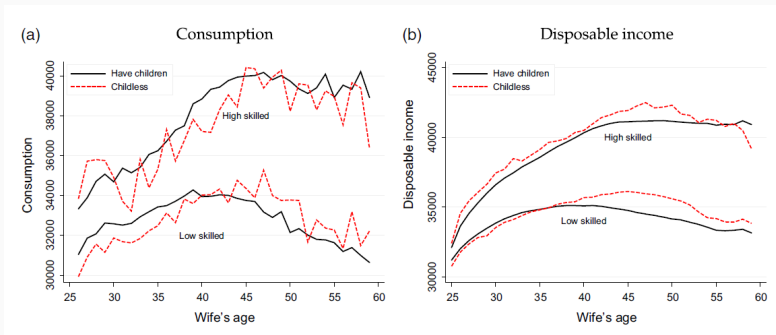 (a) Consumption
Have children
Childless
40000
38000
36000
34000
32000
30000
Consumption
High skilled
Low skilled
25 30 35 40 45 50 55 60
Wife's age
(b) Disposable income
Have children
Childless
45000
40000
35000
30000
Disposable income
High skilled
Low skilled
25 30 35 40 45 50 55 60
Wife's age